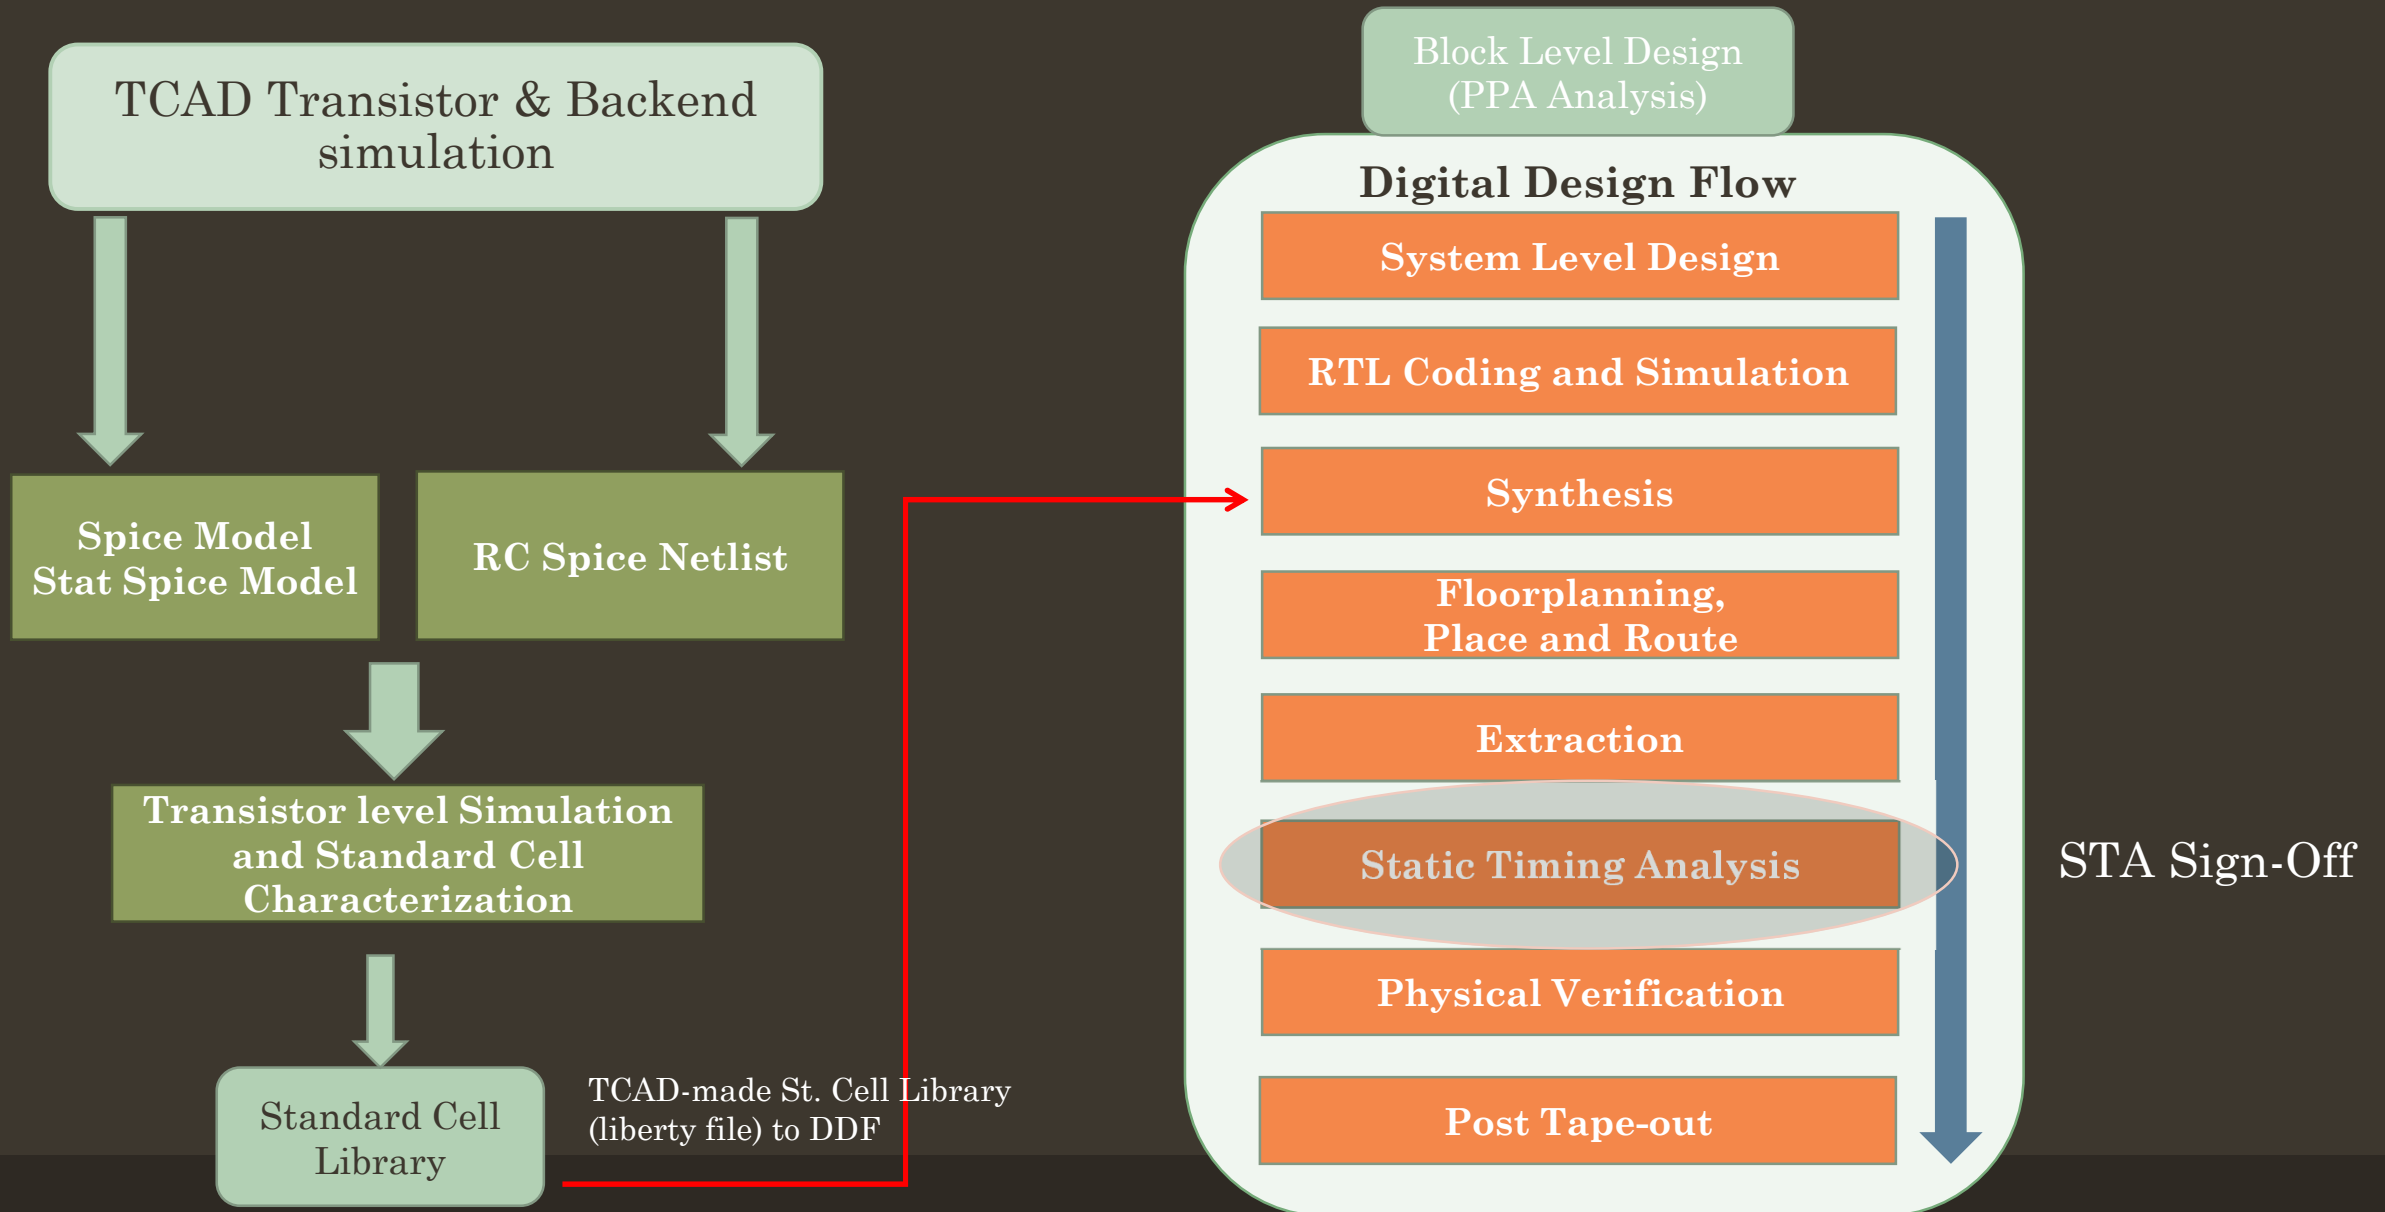 TCAD Transistor & Backend
simulation
Spice Model
Stat Spice Model
RC Spice Netlist
Transistor level Simulation
and Standard Cell
Characterization
Standard Cell
Library
TCAD-made St. Cell Library
(liberty file) to DDF
Block Level Design
(PPA Analysis)
Digital Design Flow
System Level Design
RTL Coding and Simulation
Synthesis
Floorplanning,
Place and Route
Extraction
Static Timing Analysis
Physical Verification
Post Tape-out
STA Sign-Off